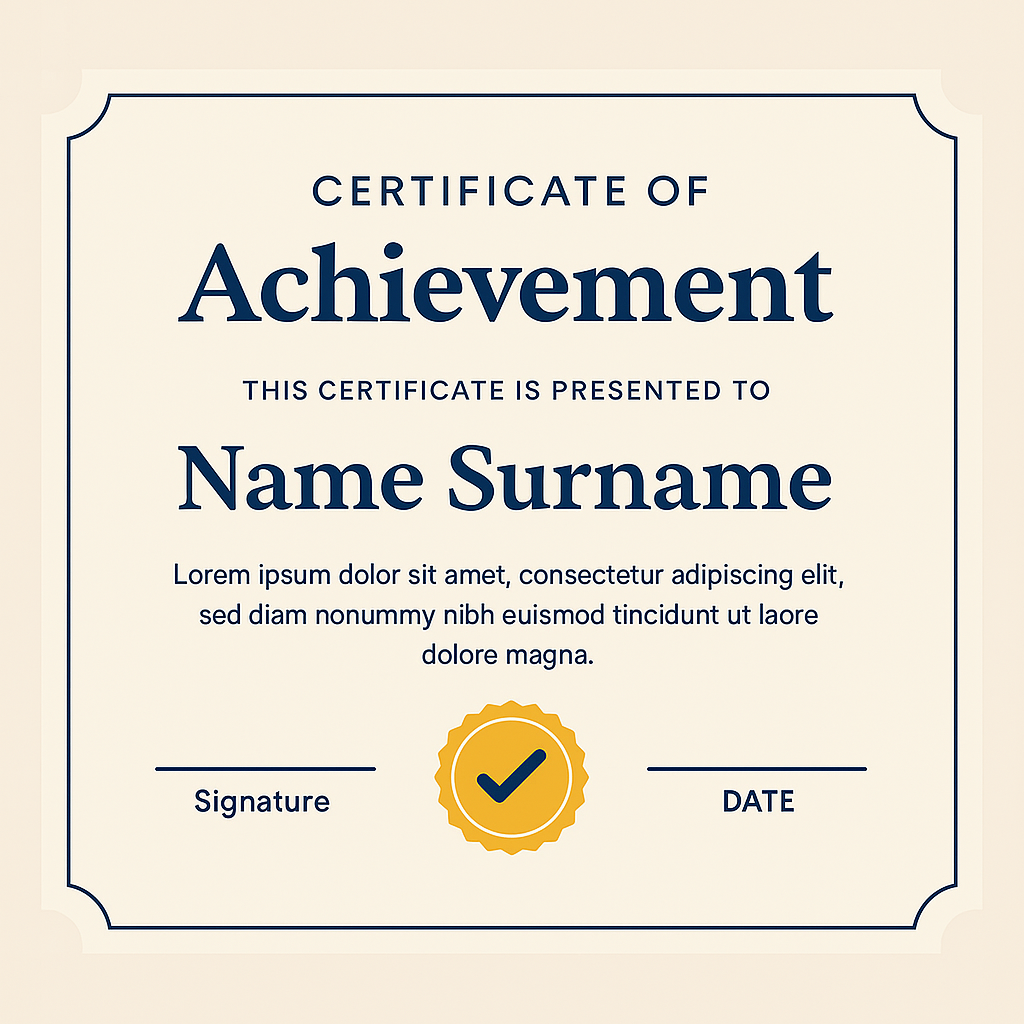 CERTIFICATE OF
Achievement
THIS CERTIFICATE IS PRESENTED TO
Name Surname
Lorem ipsum dolor sit amet, consectetur adipiscing elit,
sed diam nonummy nibh euismod tincidunt ut laore
dolore magna.
Signature
DATE